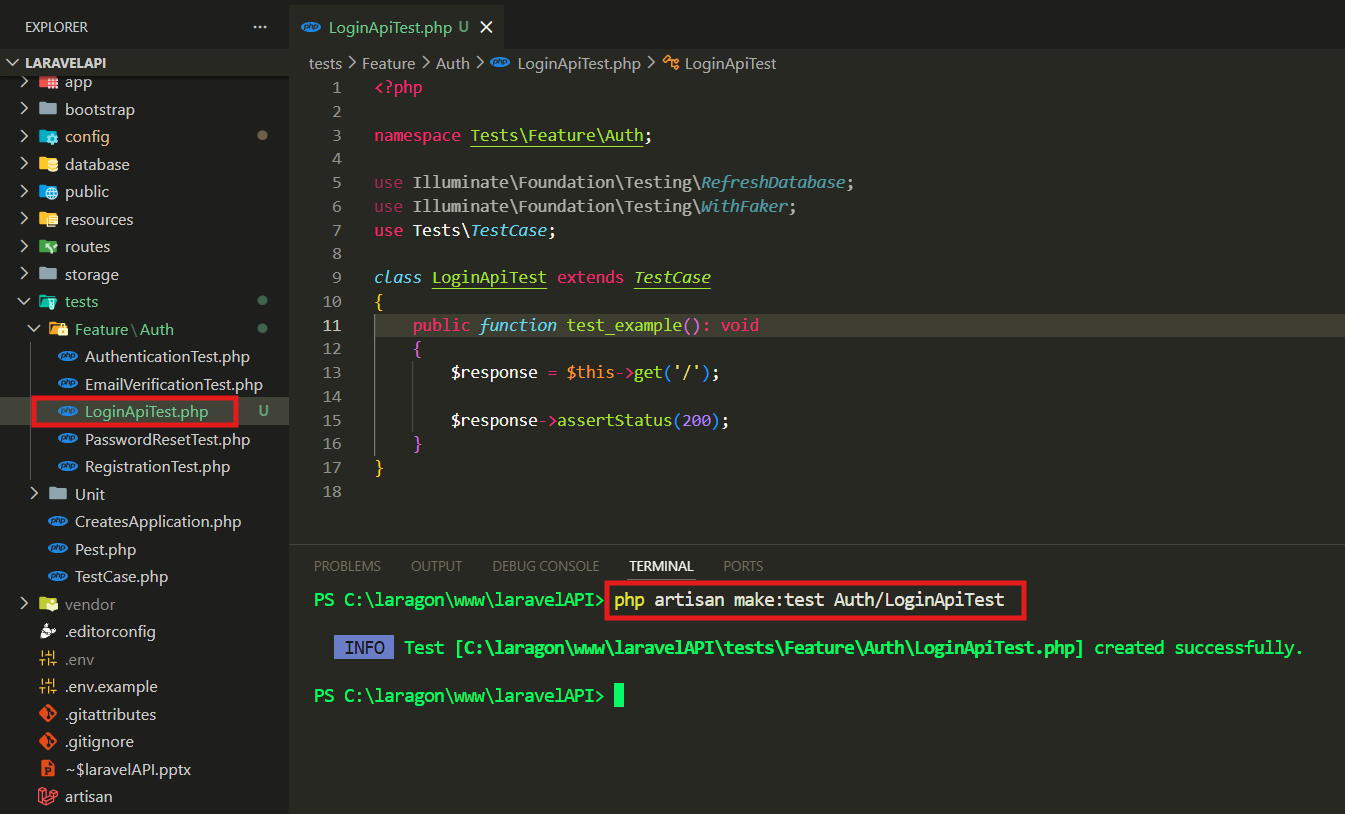 EXPLORER ...
LARAVELAPI
app
bootstrap
config
database
public
resources
routes
storage
tests
Feature\Auth
AuthenticationTest.php
EmailVerificationTest.php
LoginApiTest.php U
PasswordResetTest.php
RegistrationTest.php
Unit
CreatesApplication.php
Pest.php
TestCase.php
vendor
.editorconfig
.env
.env.example
.gitattributes
.gitignore
~$laravelAPI.pptx
artisan
LoginApiTest.php U
tests > Feature > Auth > LoginApiTest.php > LoginApiTest
1 <?php
2
3 namespace Tests\Feature\Auth;
4
5 use Illuminate\Foundation\Testing\RefreshDatabase;
6 use Illuminate\Foundation\Testing\WithFaker;
7 use Tests\TestCase;
8
9 class LoginApiTest extends TestCase
10 {
11 public function test_example(): void
12 {
13 $response = $this->get('/');
14
15 $response->assertStatus(200);
16 }
17 }
18
PROBLEMS OUTPUT DEBUG CONSOLE TERMINAL PORTS
PS C:\laragon\www\laravelAPI> php artisan make:test Auth/LoginApiTest
INFO Test [C:\laragon\www\laravelAPI\tests\Feature\Auth\LoginApiTest.php] created successfully.
PS C:\laragon\www\laravelAPI>